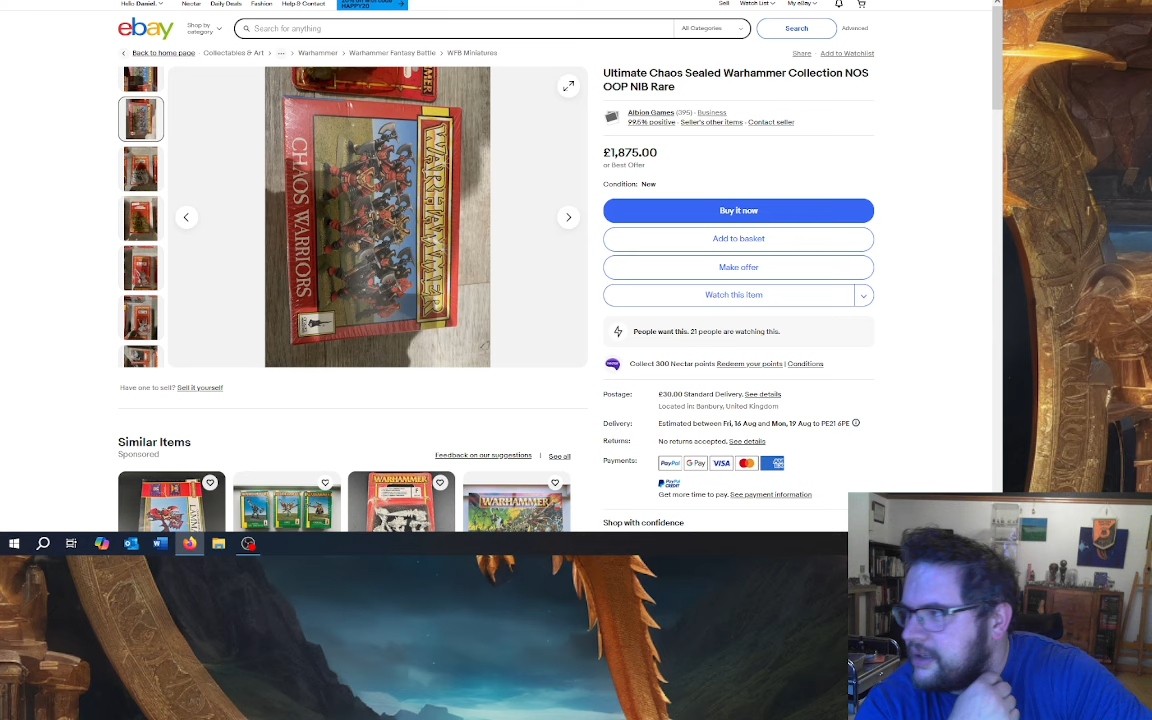 Hello Daniel.
Nectar
Daily Deals
Fashion
Help & Contact
HAPPY20
Sell
Watch List
My eBay
ebay
Shop by
category
Search for anything
All Categories
Search
Advanced
Back to home page
Collectables & Art
Warhammer
Warhammer Fantasy Battle
WFB Miniatures
Share
Add to Watchlist
CHAOS WARRIORS
WARHAMMER
Ultimate Chaos Sealed Warhammer Collection NOS
OOP NIB Rare
Albion Games (395) · Business
99.5% positive · Seller's other items · Contact seller
£1,875.00
or Best Offer
Condition: New
Buy it now
Add to basket
Make offer
Watch this item
People want this. 21 people are watching this.
Collect 300 Nectar points Redeem your points | Conditions
Postage: £30.00 Standard Delivery. See details
Located in: Banbury, United Kingdom
Delivery: Estimated between Fri, 16 Aug and Mon, 19 Aug to PE21 6PE
Returns: No returns accepted. See details
Payments: PayPal G Pay VISA
PayPal
CREDIT
Get more time to pay. See payment information
Shop with confidence
Have one to sell? Sell it yourself
Similar Items
Sponsored
Feedback on our suggestions | See all
WARHAMMER
WARHAMMER